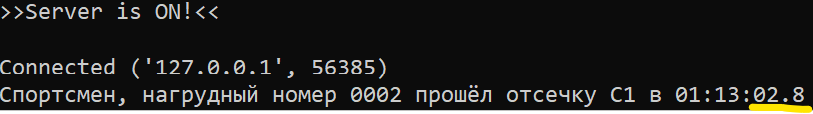 >>Server is ON!<<
Connected ('127.0.0.1', 56385)
Спортсмен, нагрудный номер 0002 прошёл отсечку C1 в 01:13:02.8